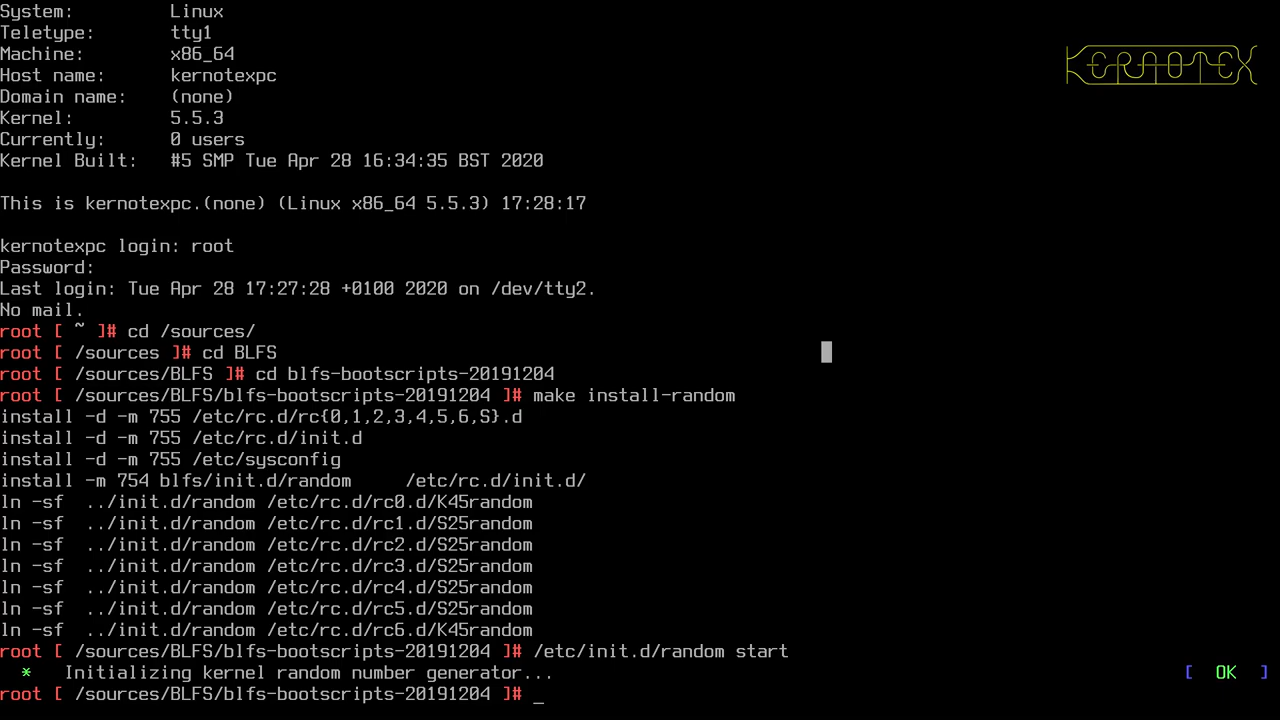 System:         Linux
Teletype:       tty1
Machine:        x86_64
Host name:      kernotexpc
Domain name:    (none)
Kernel:         5.5.3
Currently:      0 users
Kernel Built:   #5 SMP Tue Apr 28 16:34:35 BST 2020
KERNOTEX
This is kernotexpc.(none) (Linux x86_64 5.5.3) 17:28:17
kernotexpc login: root
Password:
Last login: Tue Apr 28 17:27:28 +0100 2020 on /dev/tty2.
No mail.
root [ ~ ]# cd /sources/
root [ /sources ]# cd BLFS
root [ /sources/BLFS ]# cd blfs-bootscripts-20191204
root [ /sources/BLFS/blfs-bootscripts-20191204 ]# make install-random
install -d -m 755 /etc/rc.d/rc{0,1,2,3,4,5,6,S}.d
install -d -m 755 /etc/rc.d/init.d
install -d -m 755 /etc/sysconfig
install -m 754 blfs/init.d/random     /etc/rc.d/init.d/
ln -sf  ../init.d/random /etc/rc.d/rc0.d/K45random
ln -sf  ../init.d/random /etc/rc.d/rc1.d/S25random
ln -sf  ../init.d/random /etc/rc.d/rc2.d/S25random
ln -sf  ../init.d/random /etc/rc.d/rc3.d/S25random
ln -sf  ../init.d/random /etc/rc.d/rc4.d/S25random
ln -sf  ../init.d/random /etc/rc.d/rc5.d/S25random
ln -sf  ../init.d/random /etc/rc.d/rc6.d/K45random
root [ /sources/BLFS/blfs-bootscripts-20191204 ]# /etc/init.d/random start
  *   Initializing kernel random number generator...   [  OK  ]
root [ /sources/BLFS/blfs-bootscripts-20191204 ]# _